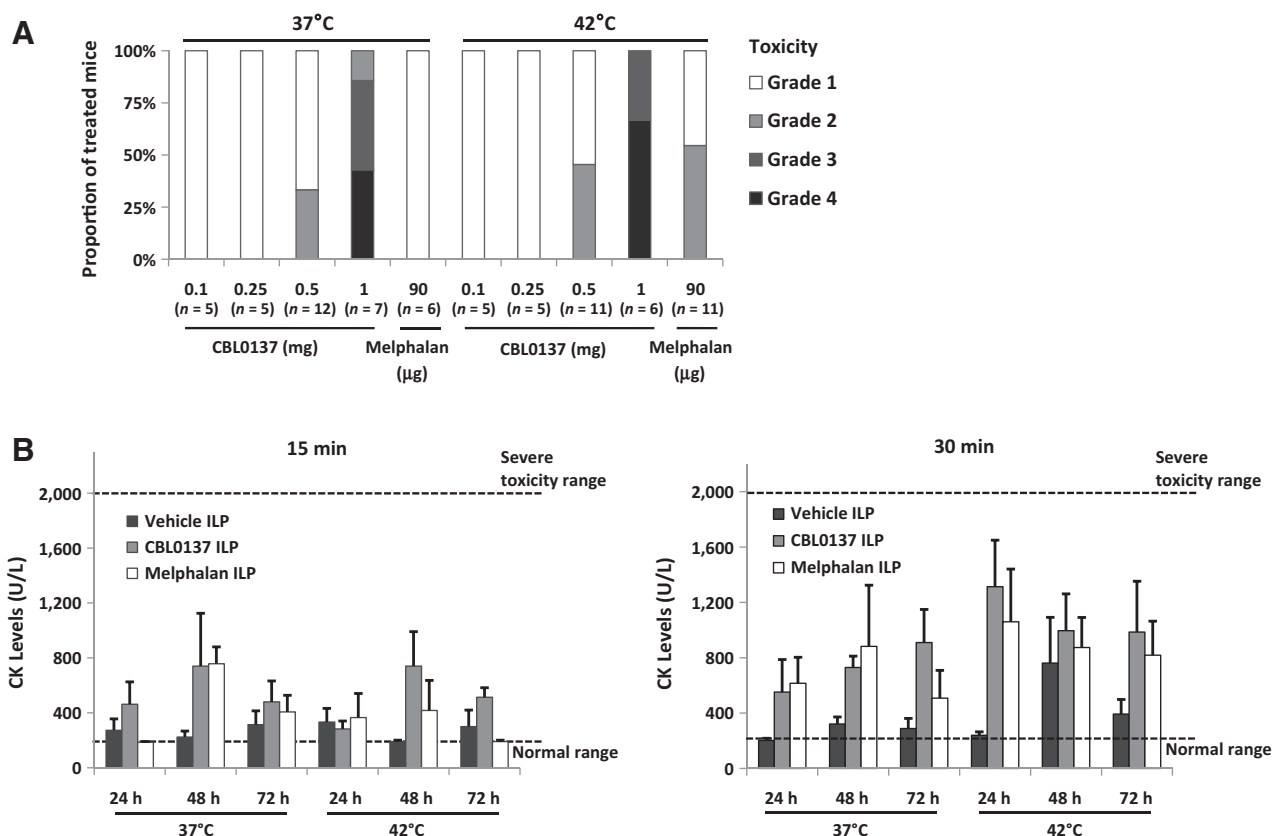 A
37°C
42°C
Proportion of treated mice
100%
75%
50%
25%
0%
Toxicity
Grade 1
Grade 2
Grade 3
Grade 4
0.1 0.25 0.5 1 90 0.1 0.25 0.5 1 90
(n = 5) (n = 5) (n = 12) (n = 7) (n = 6) (n = 5) (n = 5) (n = 11) (n = 6) (n = 11)
CBL0137 (mg) Melphalan CBL0137 (mg) Melphalan
(μg) (μg)
B
15 min
Severe
toxicity range
CK Levels (U/L)
2,000
1,600
1,200
800
400
0
Vehicle ILP
CBL0137 ILP
Melphalan ILP
Normal range
24 h 48 h 72 h 24 h 48 h 72 h
37°C 42°C
30 min
Severe
toxicity range
CK Levels (U/L)
2,000
1,600
1,200
800
400
0
Vehicle ILP
CBL0137 ILP
Melphalan ILP
Normal range
24 h 48 h 72 h 24 h 48 h 72 h
37°C 42°C